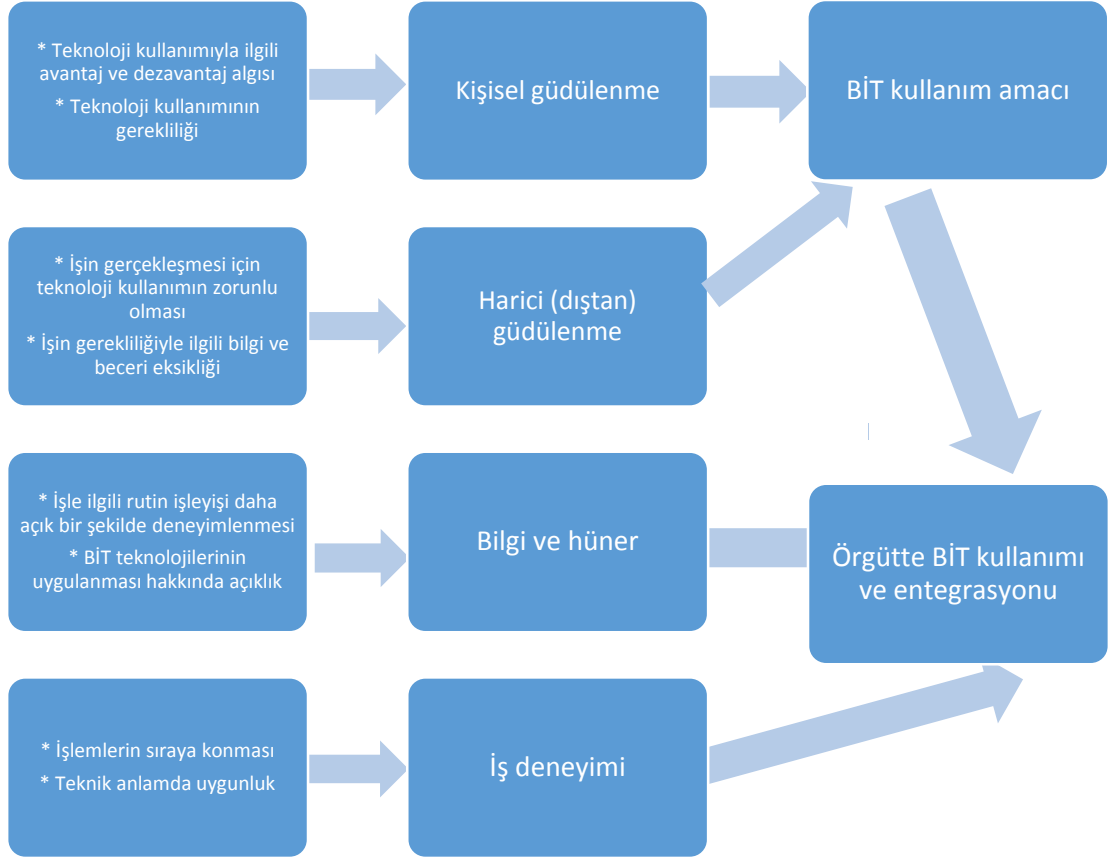 * Teknoloji kullanımıyla ilgili
avantaj ve dezavantaj algısı
* Teknoloji kullanımının
gerekliliği
Kişisel güdülenme
BİT kullanım amacı
* İşin gerçekleşmesi için
teknoloji kullanımın zorunlu
olması
* İşin gerekliliğiyle ilgili bilgi ve
beceri eksikliği
Harici (dıştan)
güdülenme
* İşle ilgili rutin işleyişi daha
açık bir şekilde deneyimlenmesi
* BİT teknolojilerinin
uygulanması hakkında açıklık
Bilgi ve hüner
Örgütte BİT kullanımı
ve entegrasyonu
* İşlemlerin sıraya konması
* Teknik anlamda uygunluk
İş deneyimi